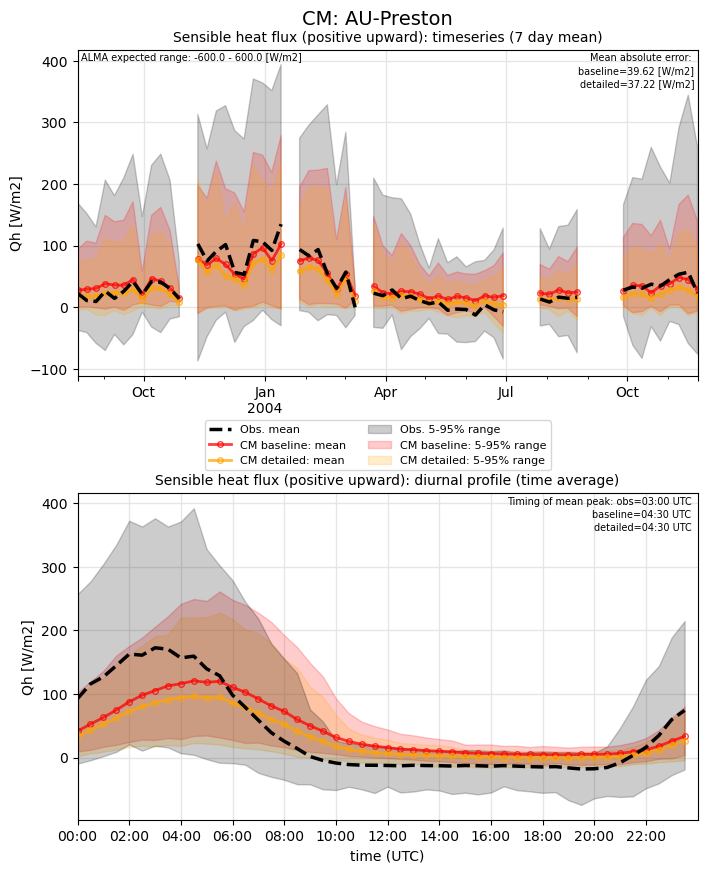 CM: AU-Preston
Sensible heat flux (positive upward): timeseries (7 day mean)
ALMA expected range: -600.0 - 600.0 [W/m2]
Mean absolute error:
baseline=39.62 [W/m2]
detailed=37.22 [W/m2]
Qh [W/m2]
400
300
200
100
0
−100
Oct
Jan
2004
Apr
Jul
Oct
Obs. mean
CM baseline: mean
CM detailed: mean
Obs. 5-95% range
CM baseline: 5-95% range
CM detailed: 5-95% range
Sensible heat flux (positive upward): diurnal profile (time average)
Timing of mean peak: obs=03:00 UTC
baseline=04:30 UTC
detailed=04:30 UTC
Qh [W/m2]
400
300
200
100
0
00:00 02:00 04:00 06:00 08:00 10:00 12:00 14:00 16:00 18:00 20:00 22:00
time (UTC)